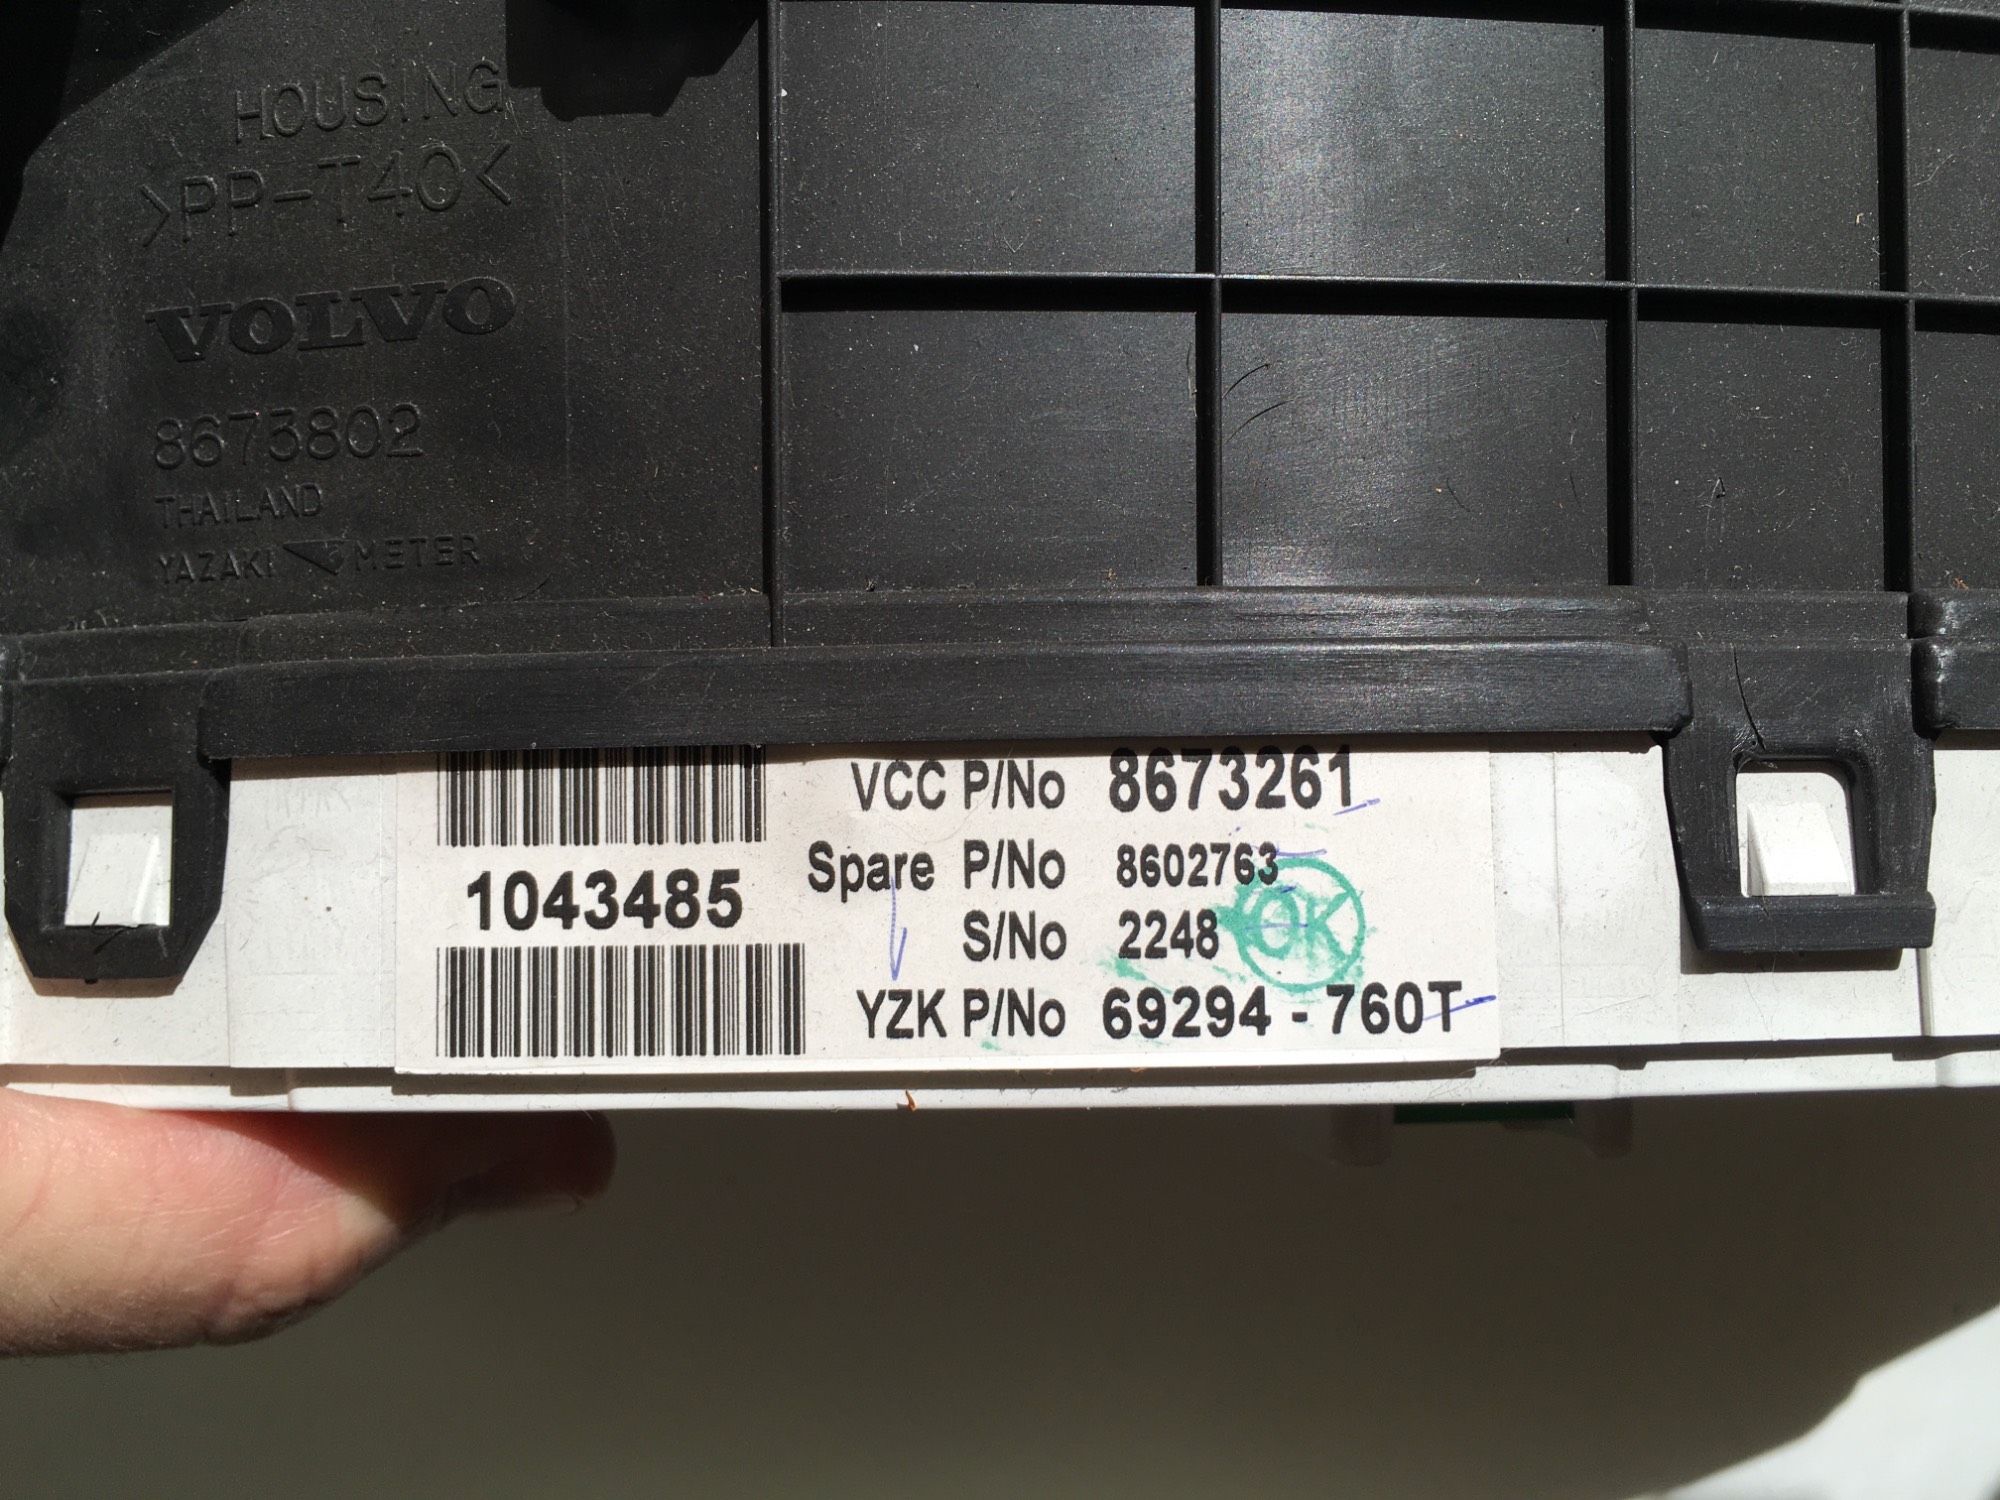 HOUSING
>PP-T40<
VOLVO
8673802
THAILAND
YAZAKI METER
VCC P/No 8673261
1043485
Spare P/No 8602763
S/No 2248
OK
YZK P/No 69294-760T